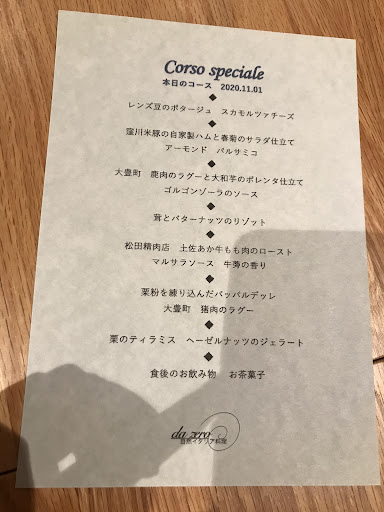 Corso speciale
本日のコース 2020.11.01
レンズ豆のポタージュ スカモルツァチーズ
窪川米豚の自家製ハムと春菊のサラダ仕立て
アーモンド バルサミコ
大豊町 鹿肉のラグーと大和芋のポレンタ仕立て
ゴルゴンゾーラのソース
茸とバターナッツのリゾット
松田精肉店 土佐あか牛もも肉のロースト
マルサラソース 牛蒡の香り
栗粉を練り込んだパッパルデッレ
大豊町 猪肉のラグー
栗のティラミス ヘーゼルナッツのジェラート
食後のお飲み物 お茶菓子
da zero
自然イタリア料理